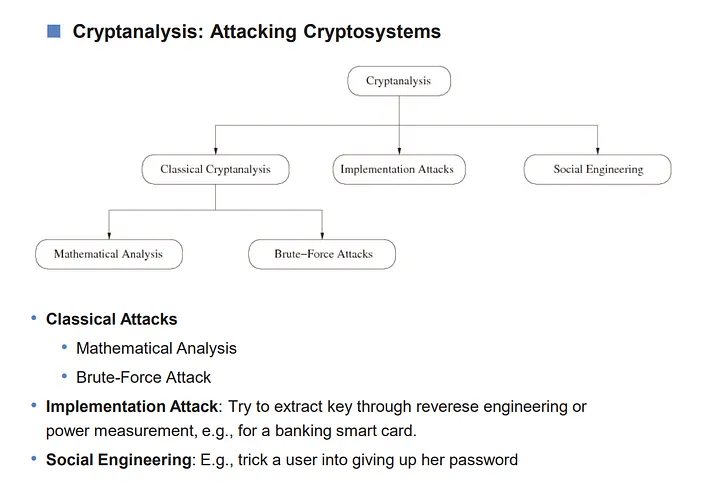 Cryptanalysis: Attacking Cryptosystems
Cryptanalysis
Classical Cryptanalysis
Implementation Attacks
Social Engineering
Mathematical Analysis
Brute−Force Attacks
• Classical Attacks
• Mathematical Analysis
• Brute-Force Attack
• Implementation Attack: Try to extract key through reverese engineering or
power measurement, e.g., for a banking smart card.
• Social Engineering: E.g., trick a user into giving up her password